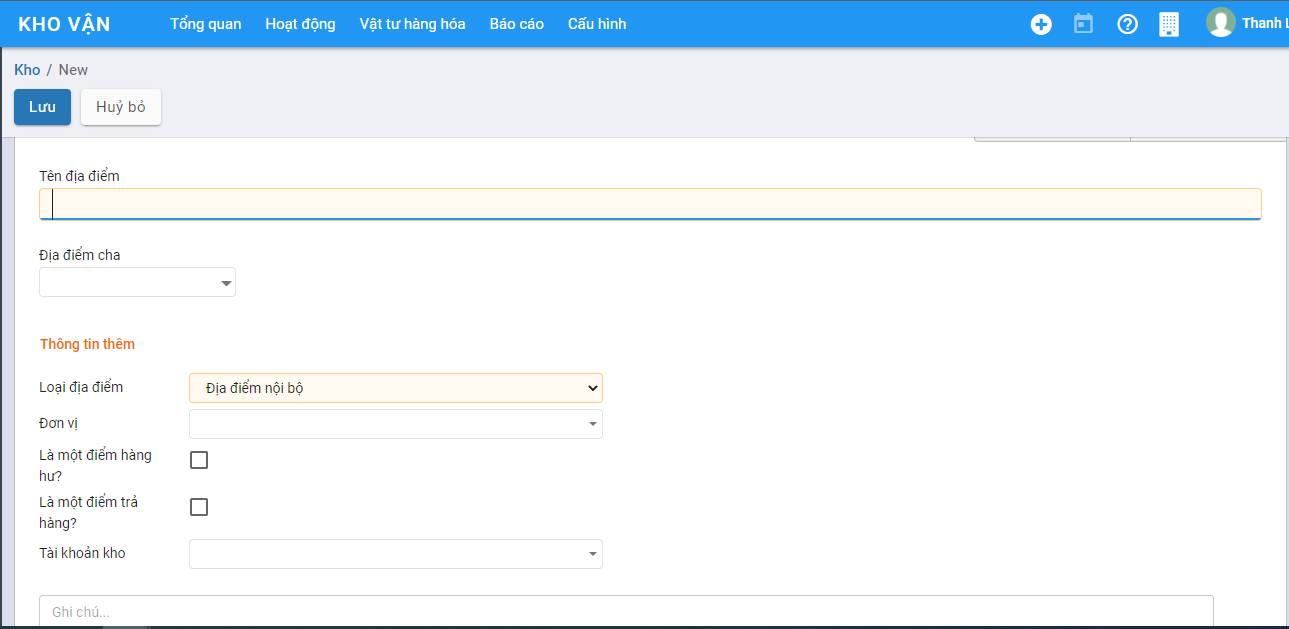 KHO VẬN Tổng quan Hoạt động Vật tư hàng hóa Báo cáo Cấu hình Thanh L
Kho / New
Lưu Huỷ bỏ
Tên địa điểm
Địa điểm cha
Thông tin thêm
Loại địa điểm Địa điểm nội bộ
Đơn vị
Là một điểm hàng
hư?
Là một điểm trả
hàng?
Tài khoản kho
Ghi chú...